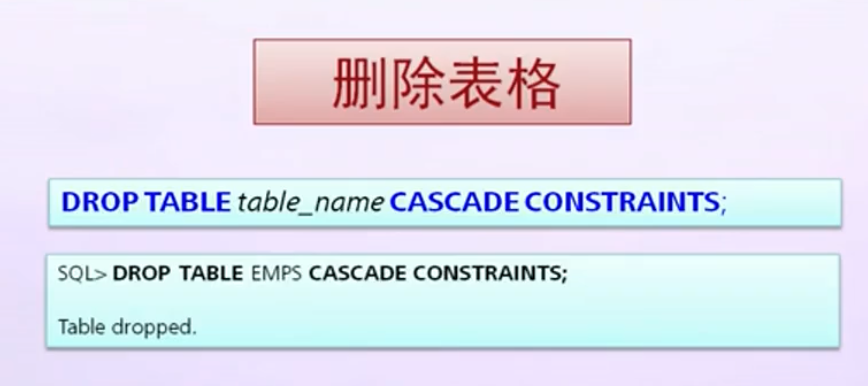 删除表格
DROP TABLE table_name CASCADE CONSTRAINTS;
SQL> DROP TABLE EMPS CASCADE CONSTRAINTS;
Table dropped.